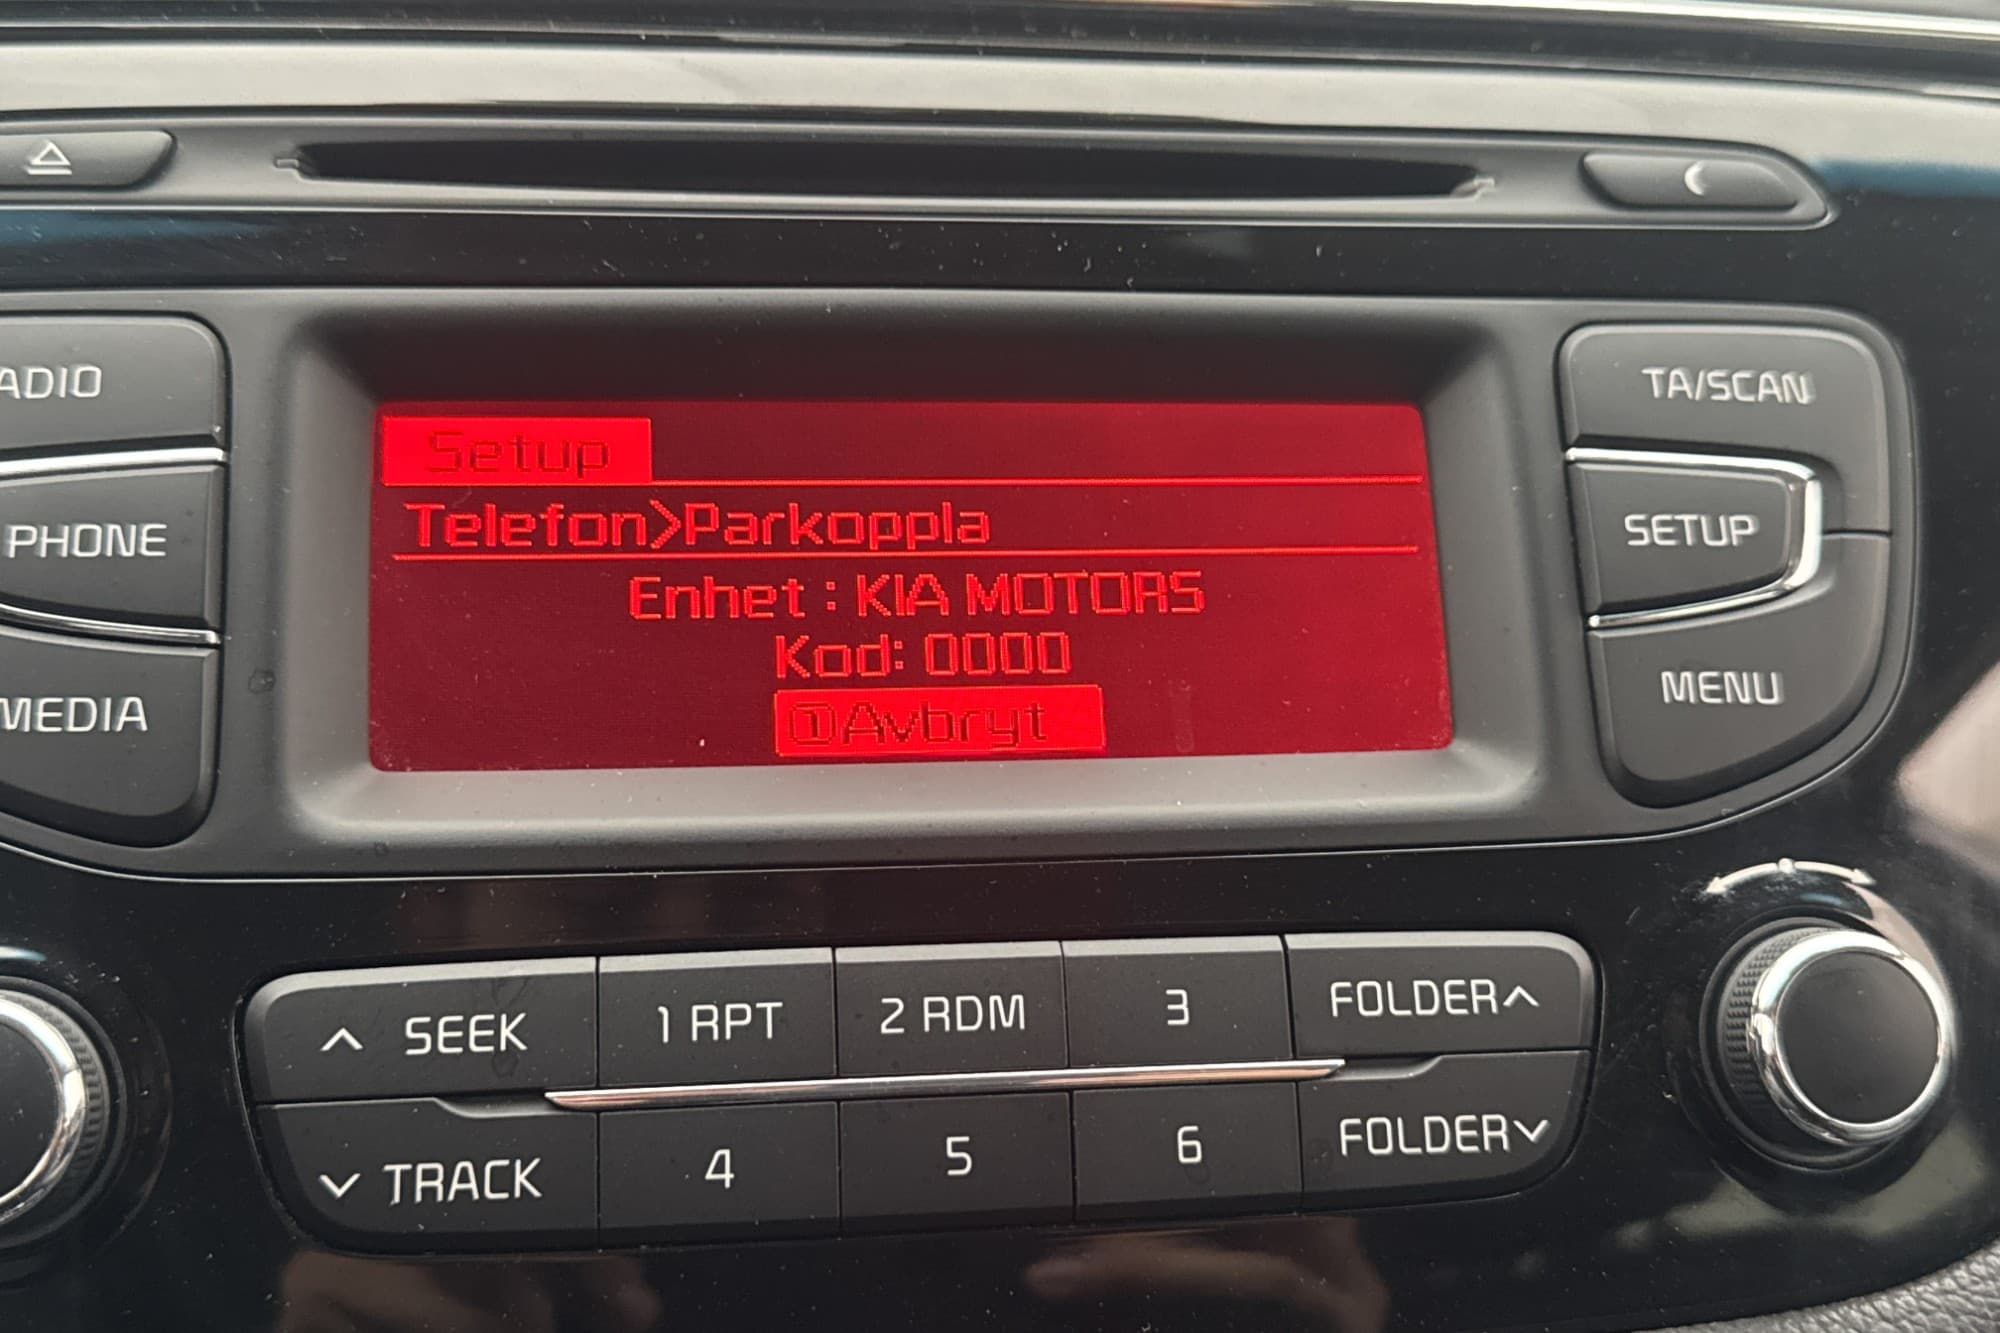 ADIO
PHONE
MEDIA
Setup
Telefon>Parkoppla
Enhet : KIA MOTORS
Kod: 0000
①Avbryt
TA/SCAN
SETUP
MENU
∧ SEEK
1 RPT
2 RDM
3
FOLDER∧
∨ TRACK
4
5
6
FOLDER∨